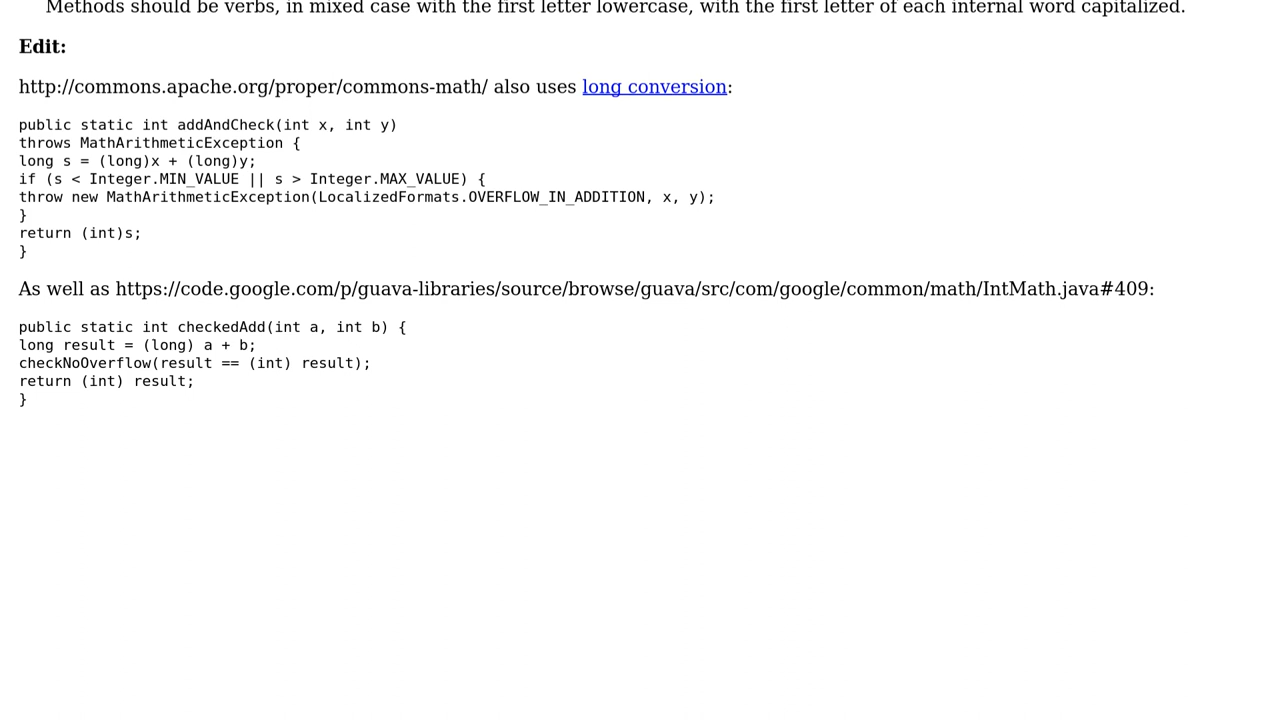 Methods should be verbs, in mixed case with the first letter lowercase, with the first letter of each internal word capitalized.
Edit:
http://commons.apache.org/proper/commons-math/ also uses long conversion:
public static int addAndCheck(int x, int y)
throws MathArithmeticException {
long s = (long)x + (long)y;
if (s < Integer.MIN_VALUE || s > Integer.MAX_VALUE) {
throw new MathArithmeticException(LocalizedFormats.OVERFLOW_IN_ADDITION, x, y);
}
return (int)s;
}
As well as https://code.google.com/p/guava-libraries/source/browse/guava/src/com/google/common/math/IntMath.java#409:
public static int checkedAdd(int a, int b) {
long result = (long) a + b;
checkNoOverflow(result == (int) result);
return (int) result;
}